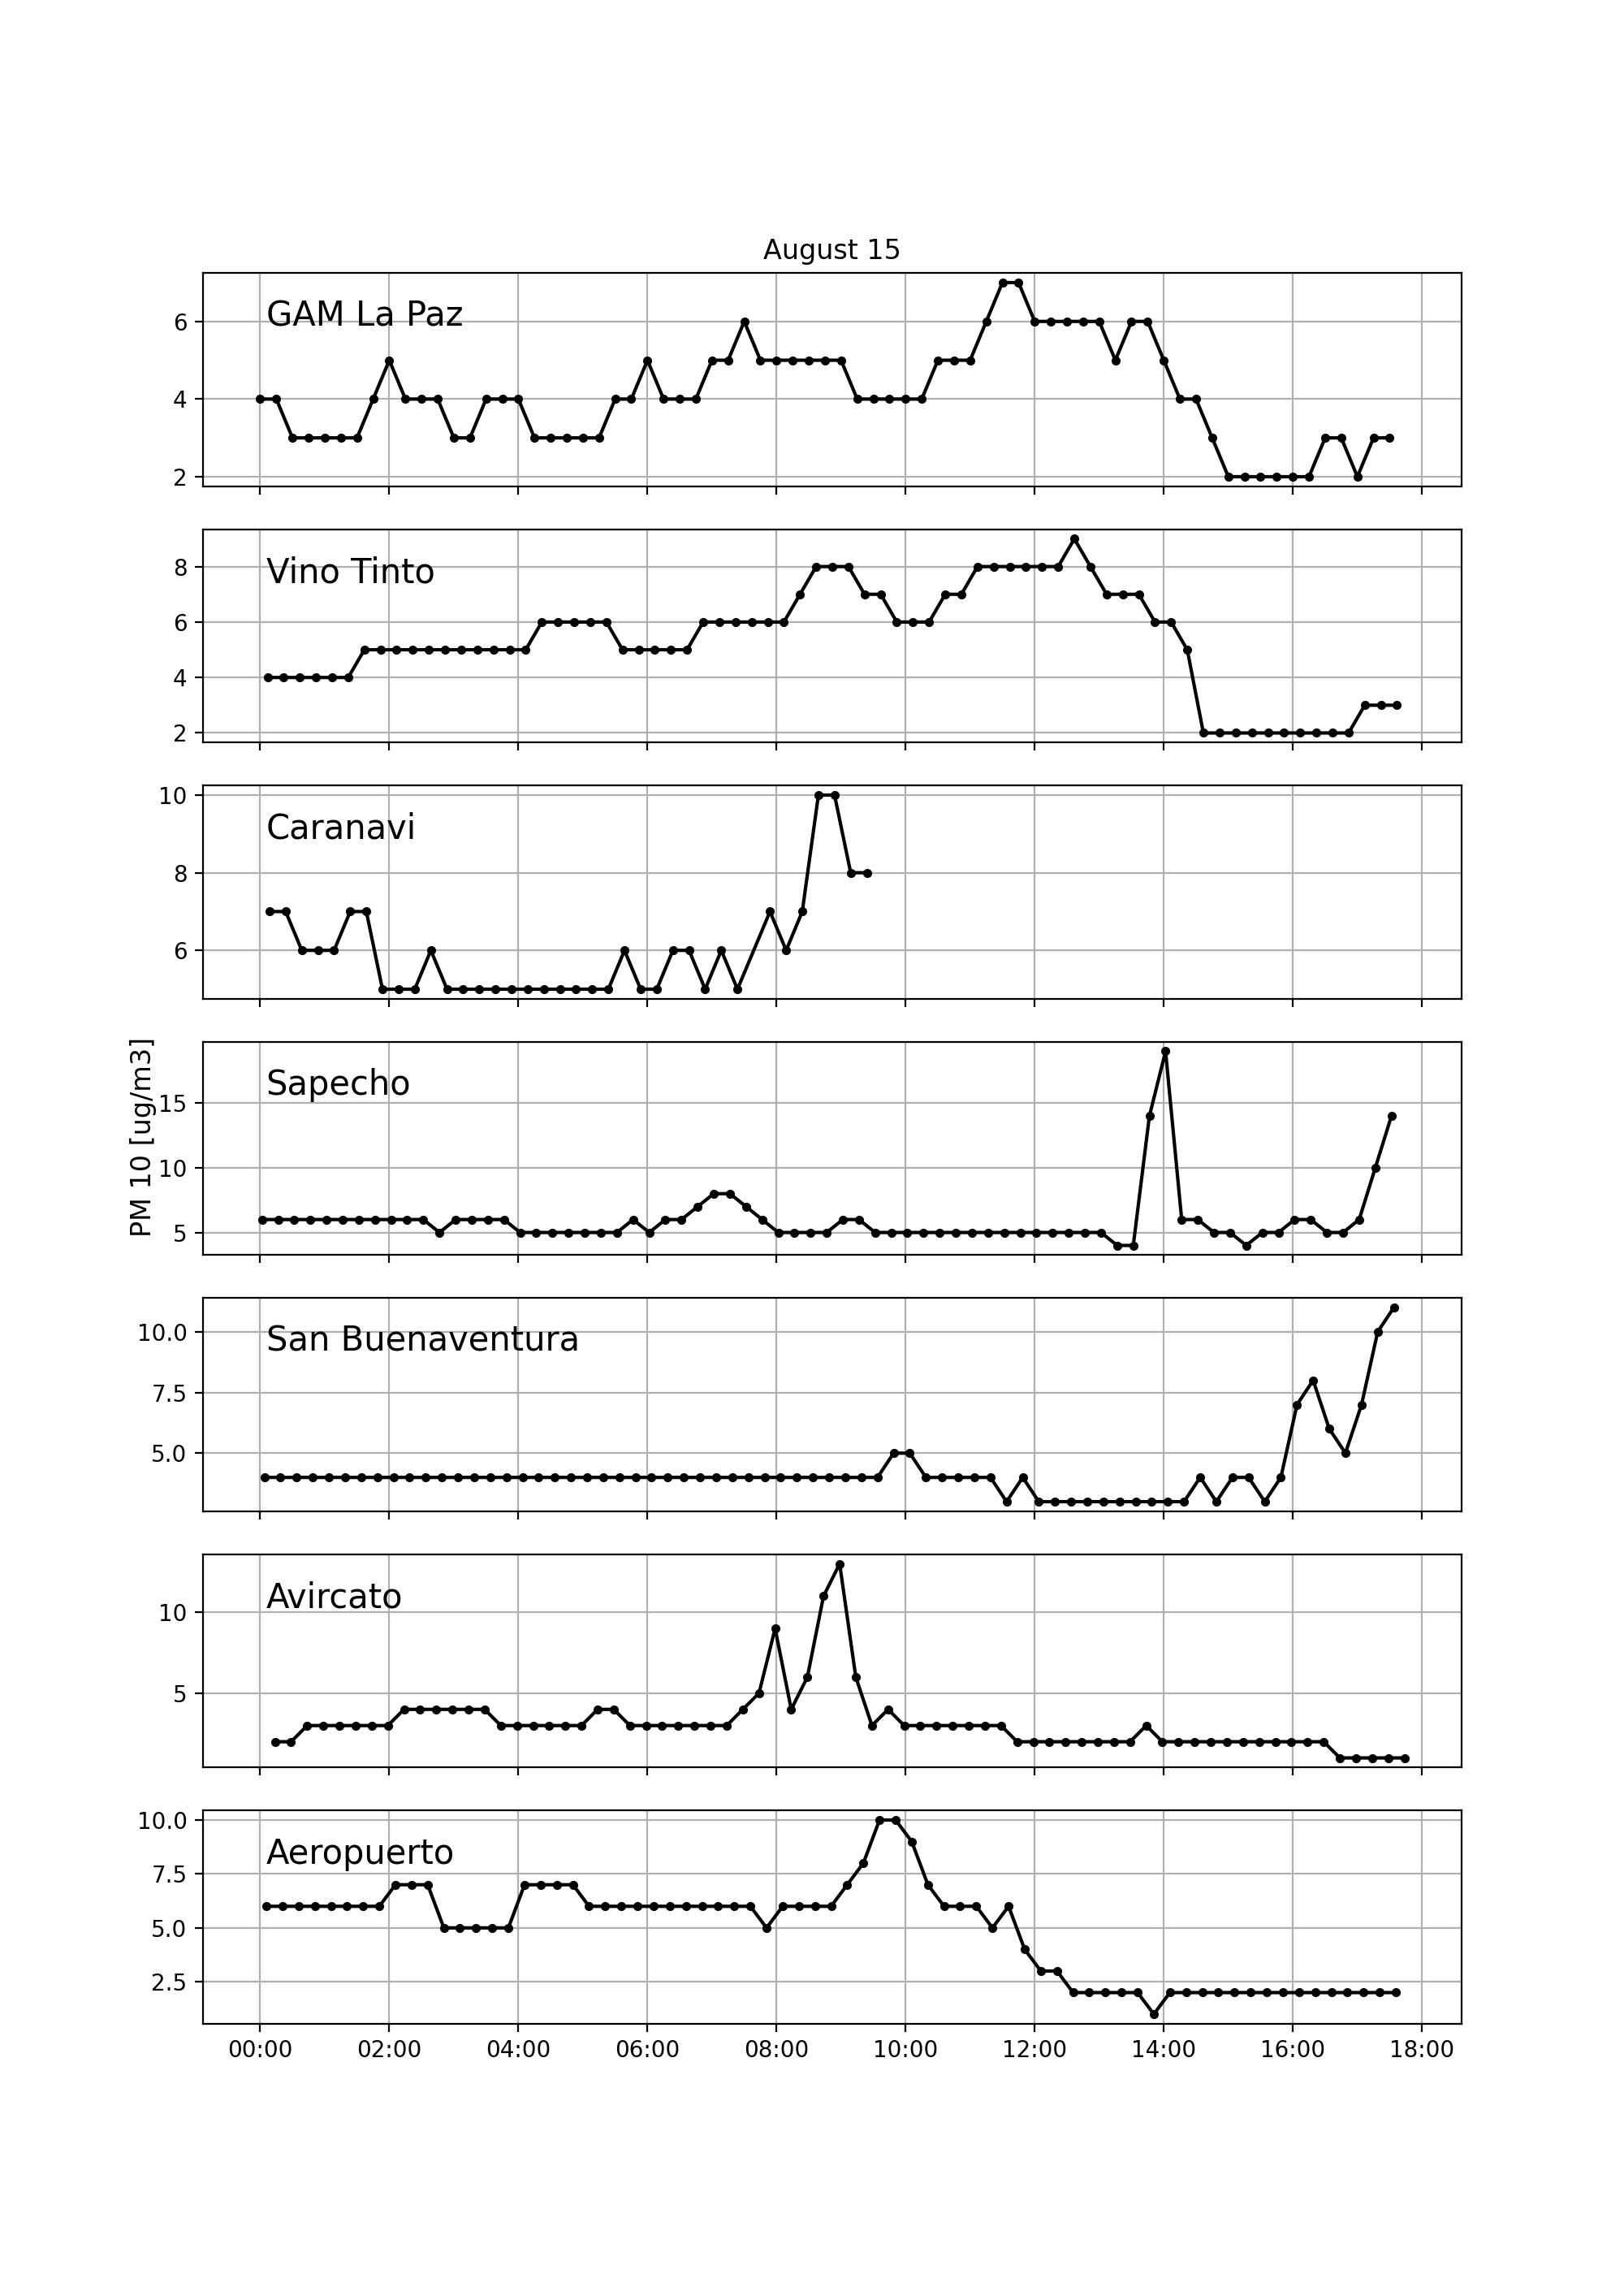 August 15
GAM La Paz
6
4
2
Vino Tinto
8
6
4
2
Caranavi
10
8
6
PM 10 [ug/m3]
Sapecho
15
10
5
San Buenaventura
10.0
7.5
5.0
Avircato
10
5
Aeropuerto
10.0
7.5
5.0
2.5
00:00 02:00 04:00 06:00 08:00 10:00 12:00 14:00 16:00 18:00